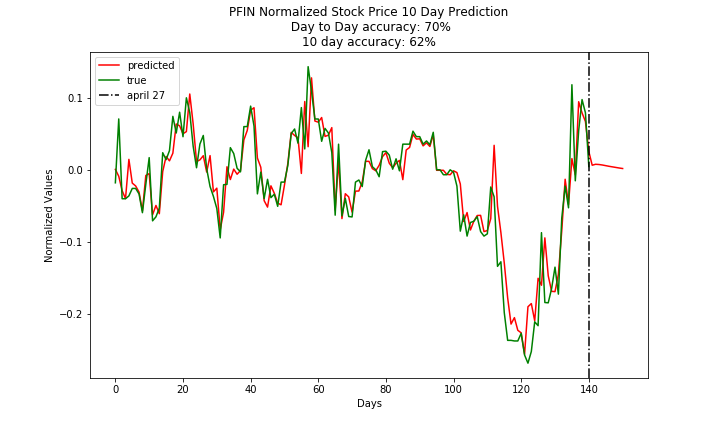 PFIN Normalized Stock Price 10 Day Prediction
Day to Day accuracy: 70%
10 day accuracy: 62%
predicted
true
april 27
0.1
0.0
−0.1
−0.2
Normalized Values
0 20 40 60 80 100 120 140
Days